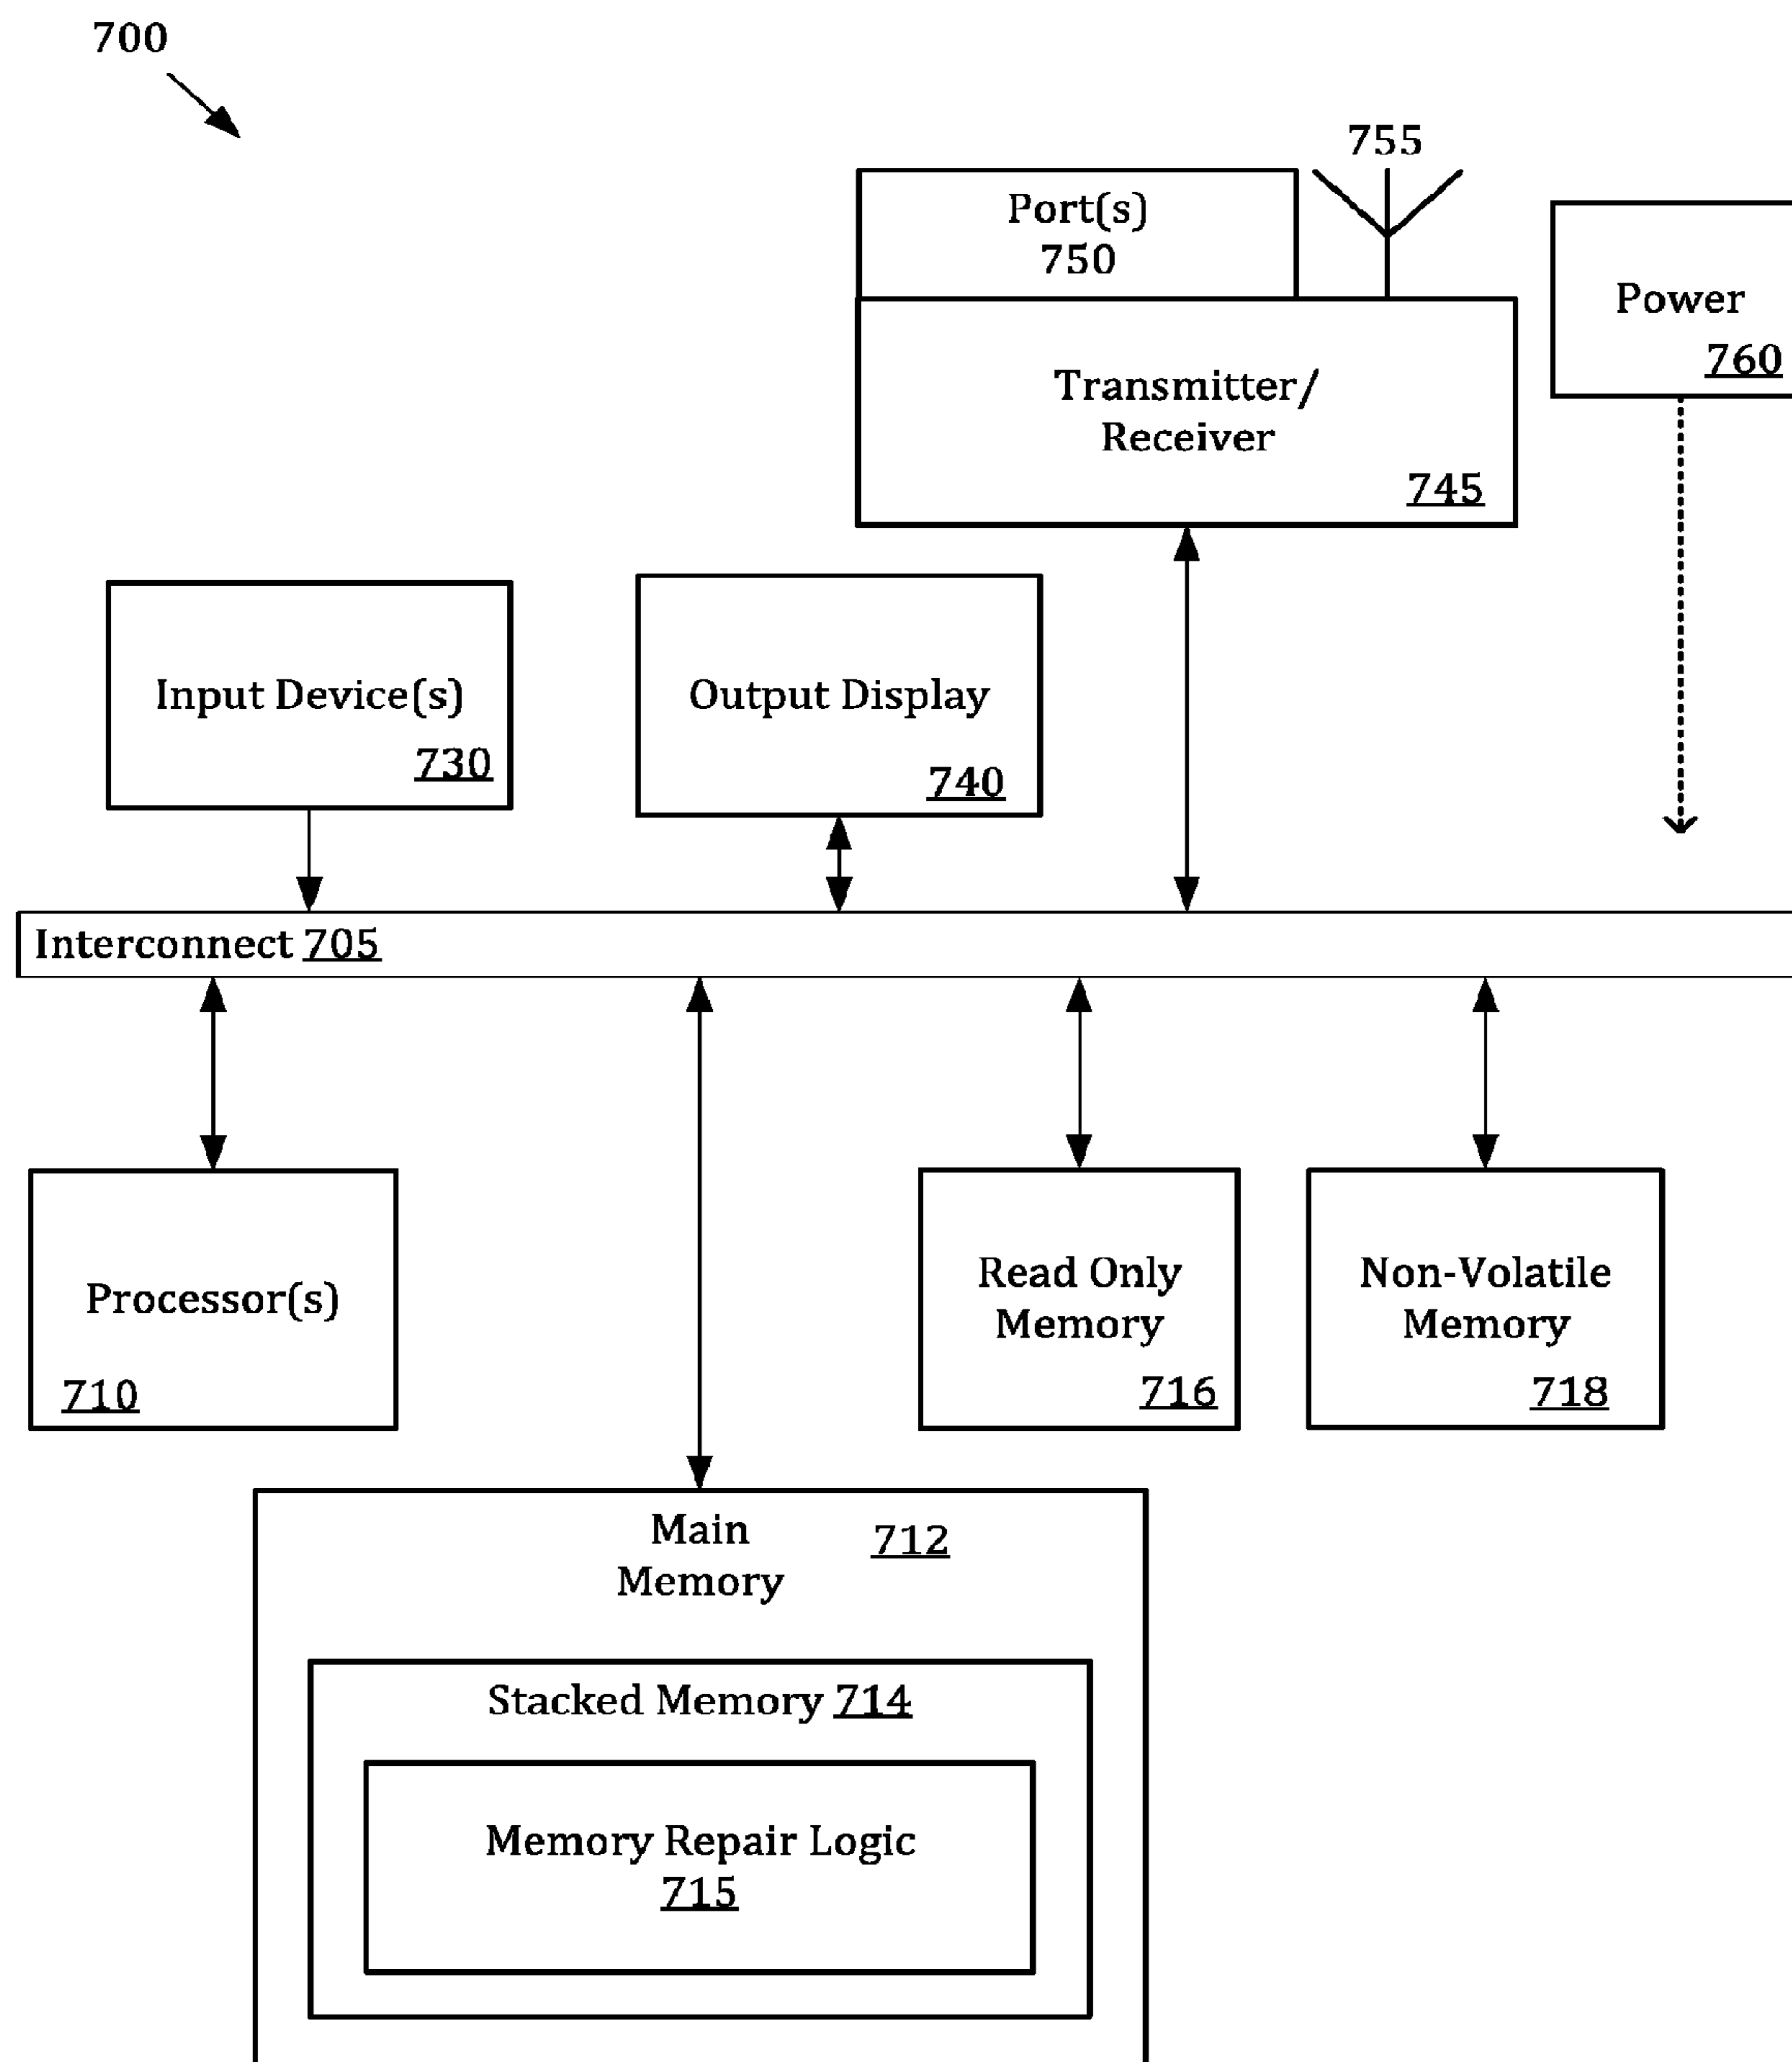 700
755
Port(s)
750
Power
760
Transmitter/
Receiver
745
Input Device(s)
730
Output Display
740
Interconnect 705
Processor(s)
710
Read Only
Memory
716
Non-Volatile
Memory
718
Main
Memory
712
Stacked Memory 714
Memory Repair Logic
715